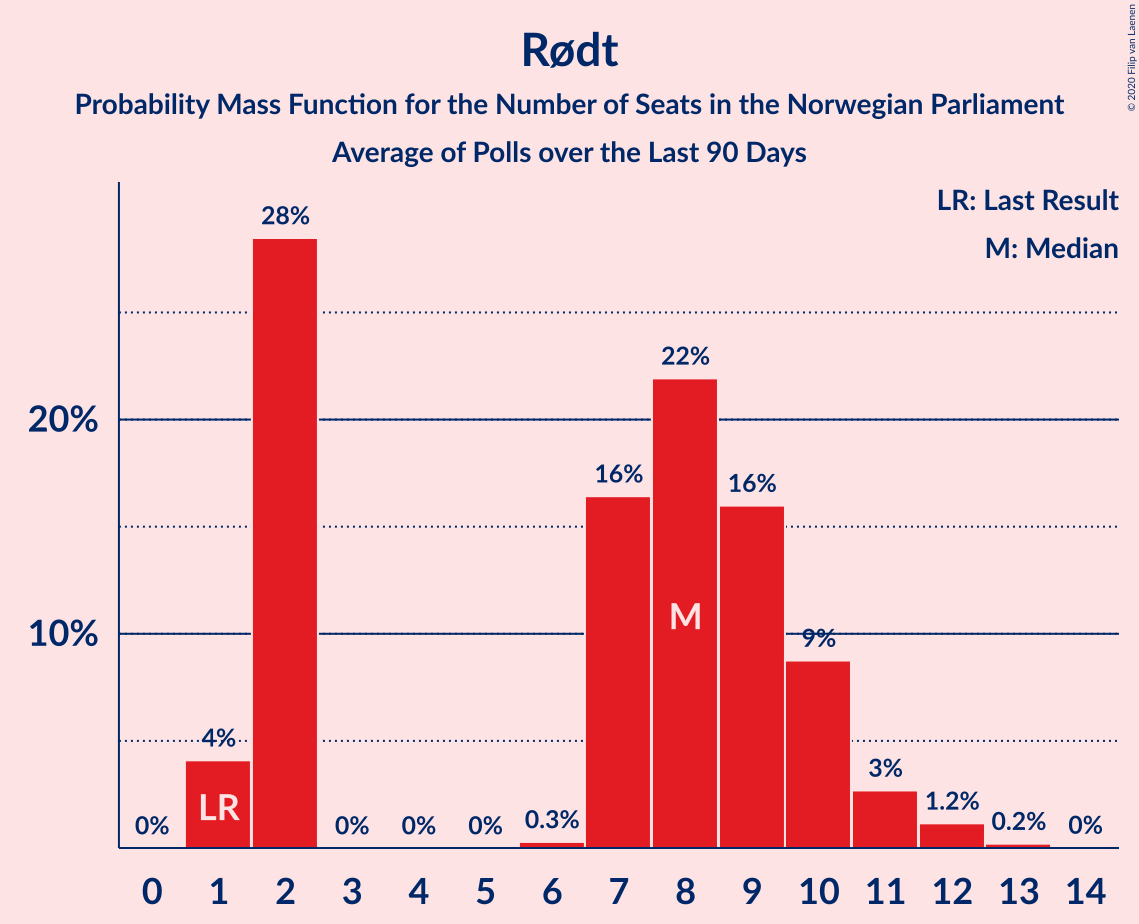 Rødt
Probability Mass Function for the Number of Seats in the Norwegian Parliament
Average of Polls over the Last 90 Days
© 2020 Filip van Laenen
LR: Last Result
M: Median
20%
10%
0%
4%
28%
0%
0%
0%
0.3%
16%
22%
16%
9%
3%
1.2%
0.2%
0%
LR
M
0 1 2 3 4 5 6 7 8 9 10 11 12 13 14